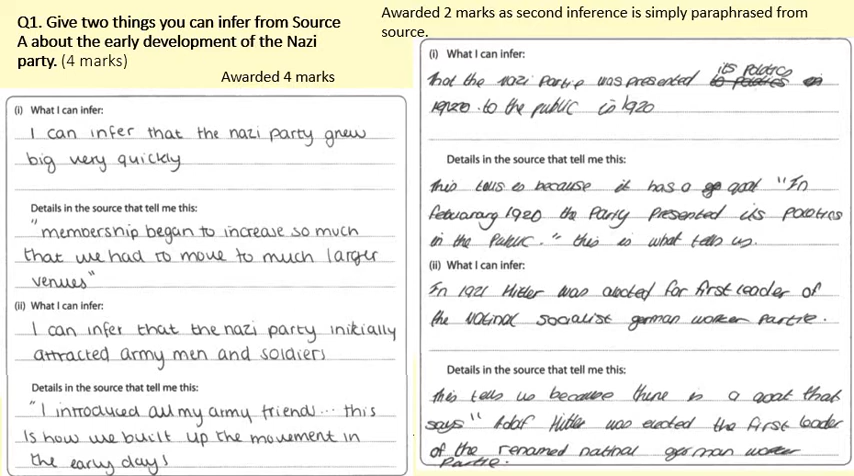 Q1. Give two things you can infer from Source
A about the early development of the Nazi
party. (4 marks)
Awarded 4 marks
(i) What I can infer:
I can infer that the nazi party grew
big very quickly
Details in the source that tell me this:
"membership began to increase so much
that we had to move to much larger
venues"
(ii) What I can infer:
I can infer that the nazi party initially
attracted army men and soldiers
Details in the source that tell me this:
"I introduced all my army friends... this
is how we built up the movement in
the early days
Awarded 2 marks as second inference is simply paraphrased from
source.
(i) What I can infer:
that the nazi partie was presented its
to the public in 1920
Details in the source that tell me this:
this tells us because it has a qoat "In
1920 the Party Presented its
in the Public." this is what tells us.
(ii) What I can infer:
In 1921 Hitler was elected for first leader of
the socialist german worker Partie.
Details in the source that tell me this:
this tells us because there is a qoat that
says " Hitler was elected the first leader
of the renamed german worker
Partie.